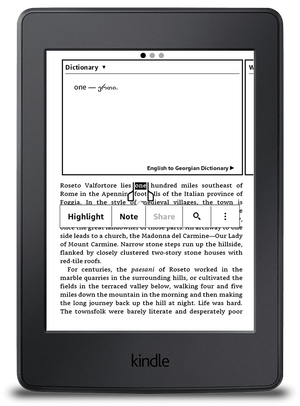 Dictionary ▼
one —
English to Georgian Dictionary ▶
Roseto Valfortore lies one hundred miles southeast of
Rome in the Apennine foothills of the Italian province of
Foggia. In the style of medieval villages, the town is
Highlight Note Share
side leads to a church, the Madonna del Carmine—Our Lady
of Mount Carmine. Narrow stone steps run up the hillside,
flanked by closely clustered two-story stone houses with
red-tile roofs.
For centuries, the paesani of Roseto worked in the
marble quarries in the surrounding hills, or cultivated the
fields in the terraced valley below, walking four and five
miles down the mountain in the morning and then making
the long journey back up at night. Life was hard.
The townsfolk were barely literate and desperately poor
kindle